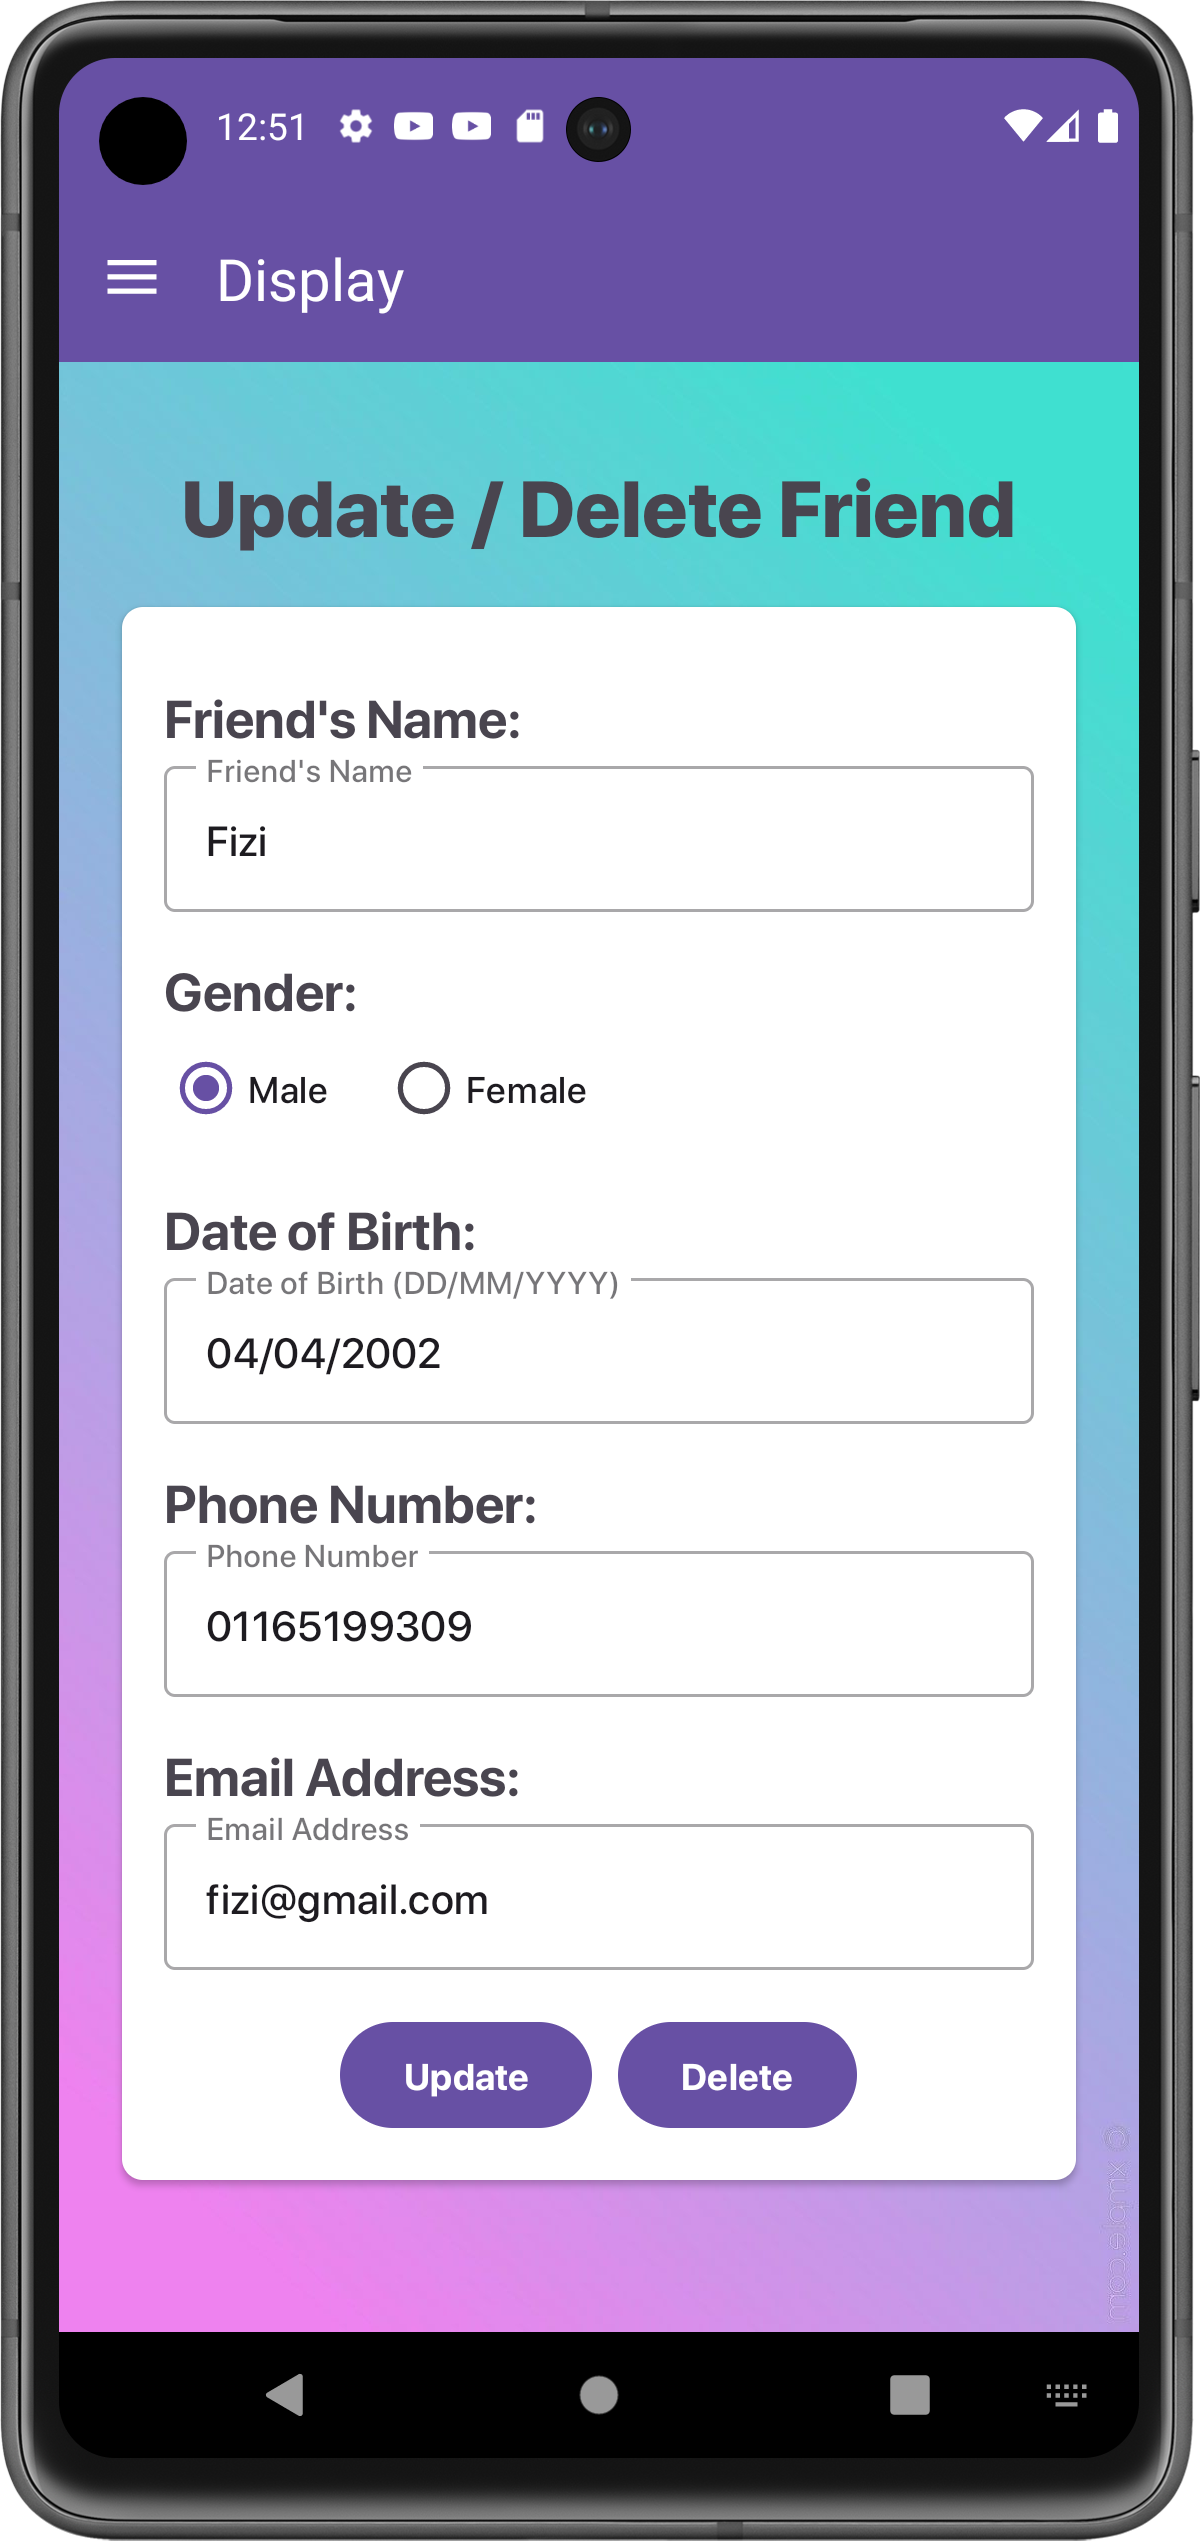 12:51
Display
Update / Delete Friend
Friend's Name:
Friend's Name
Fizi
Gender:
Male Female
Date of Birth:
Date of Birth (DD/MM/YYYY)
04/04/2002
Phone Number:
Phone Number
01165199309
Email Address:
Email Address
fizi@gmail.com
Update Delete